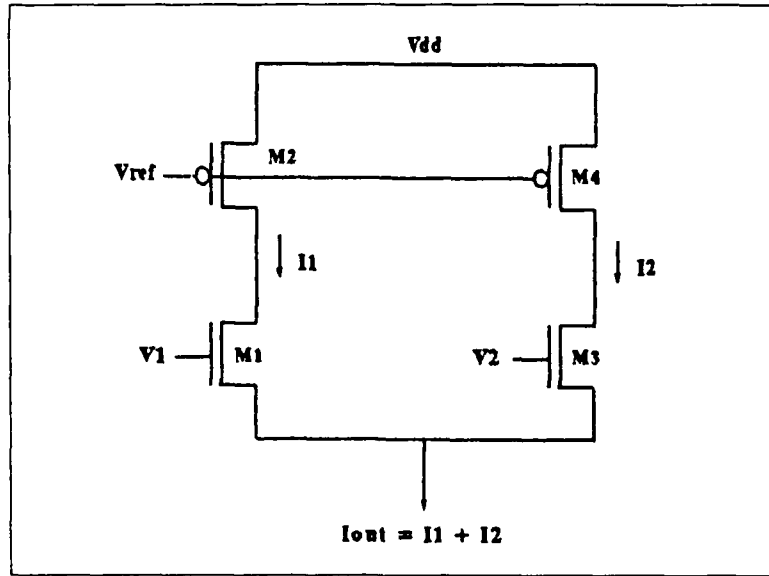 Vdd
Vref
M2
M4
I1
I2
V1
M1
V2
M3
Iout = I1 + I2